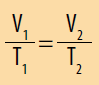 V₁/T₁ = V₂/T₂